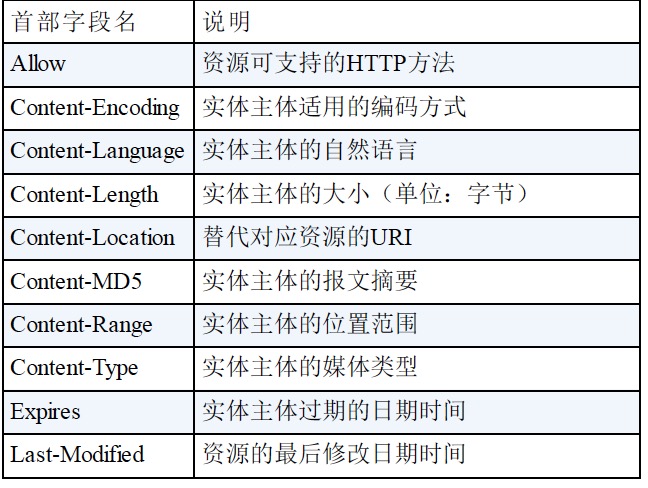 首部字段名 说明
Allow 资源可支持的HTTP方法
Content-Encoding 实体主体适用的编码方式
Content-Language 实体主体的自然语言
Content-Length 实体主体的大小（单位：字节）
Content-Location 替代对应资源的URI
Content-MD5 实体主体的报文摘要
Content-Range 实体主体的位置范围
Content-Type 实体主体的媒体类型
Expires 实体主体过期的日期时间
Last-Modified 资源的最后修改日期时间